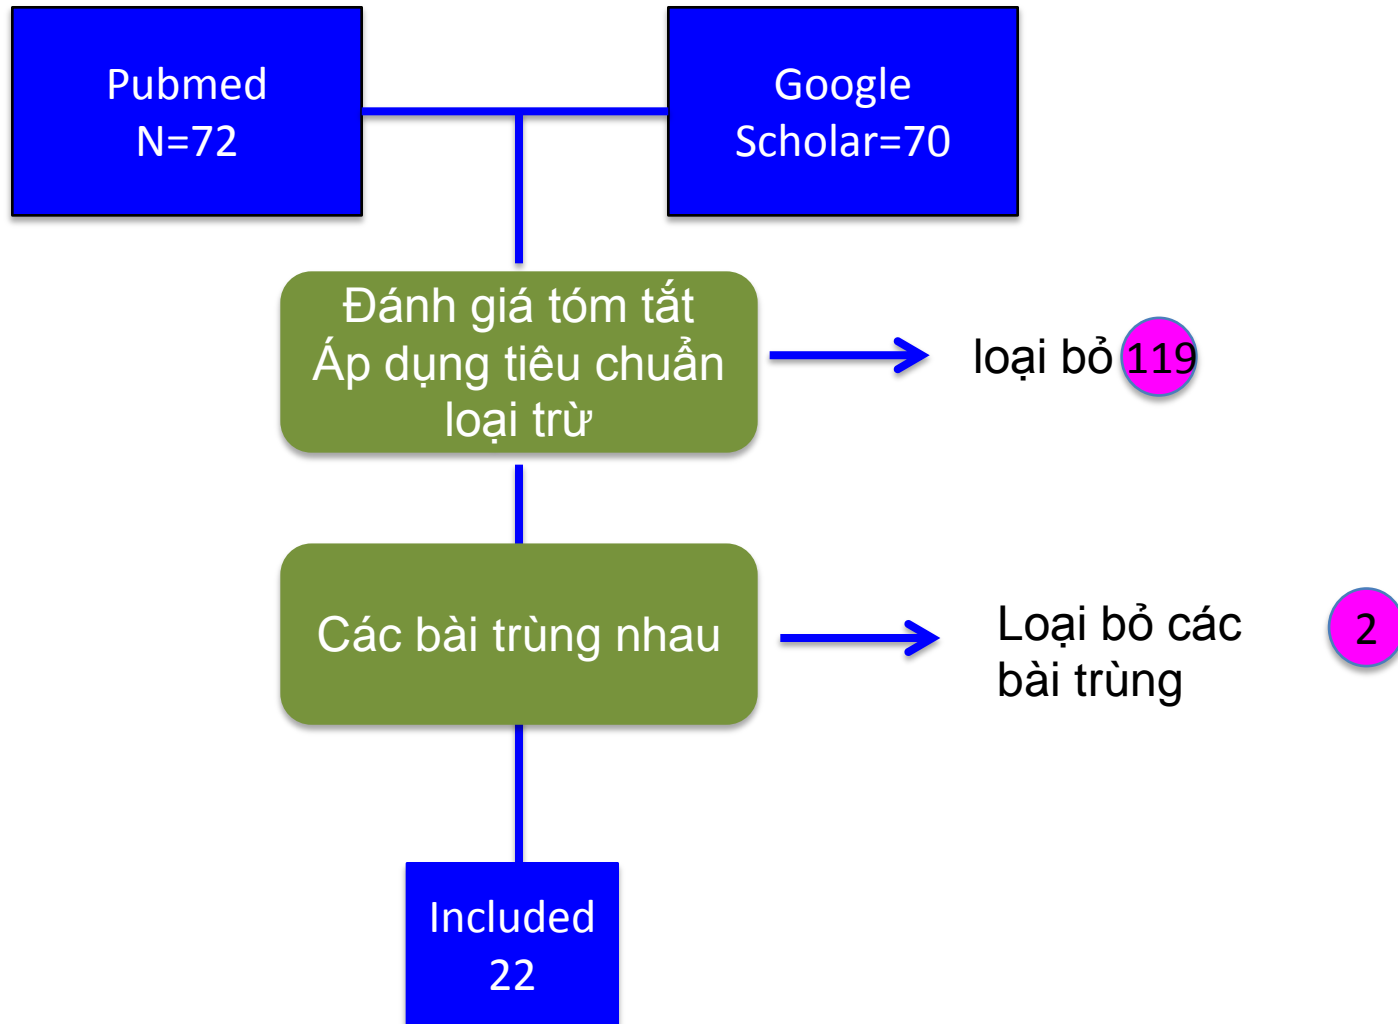 Pubmed
N=72
Google
Scholar=70
Đánh giá tóm tắt
Áp dụng tiêu chuẩn
loại trừ
loại bỏ 119
Các bài trùng nhau
Loại bỏ các
bài trùng
2
Included
22